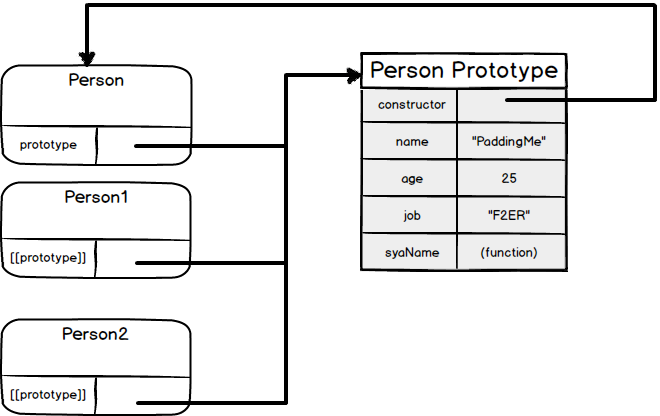 Person
prototype
Person1
[[prototype]]
Person2
[[prototype]]
Person Prototype
constructor
name "PaddingMe"
age 25
job "F2ER"
syaName (function)